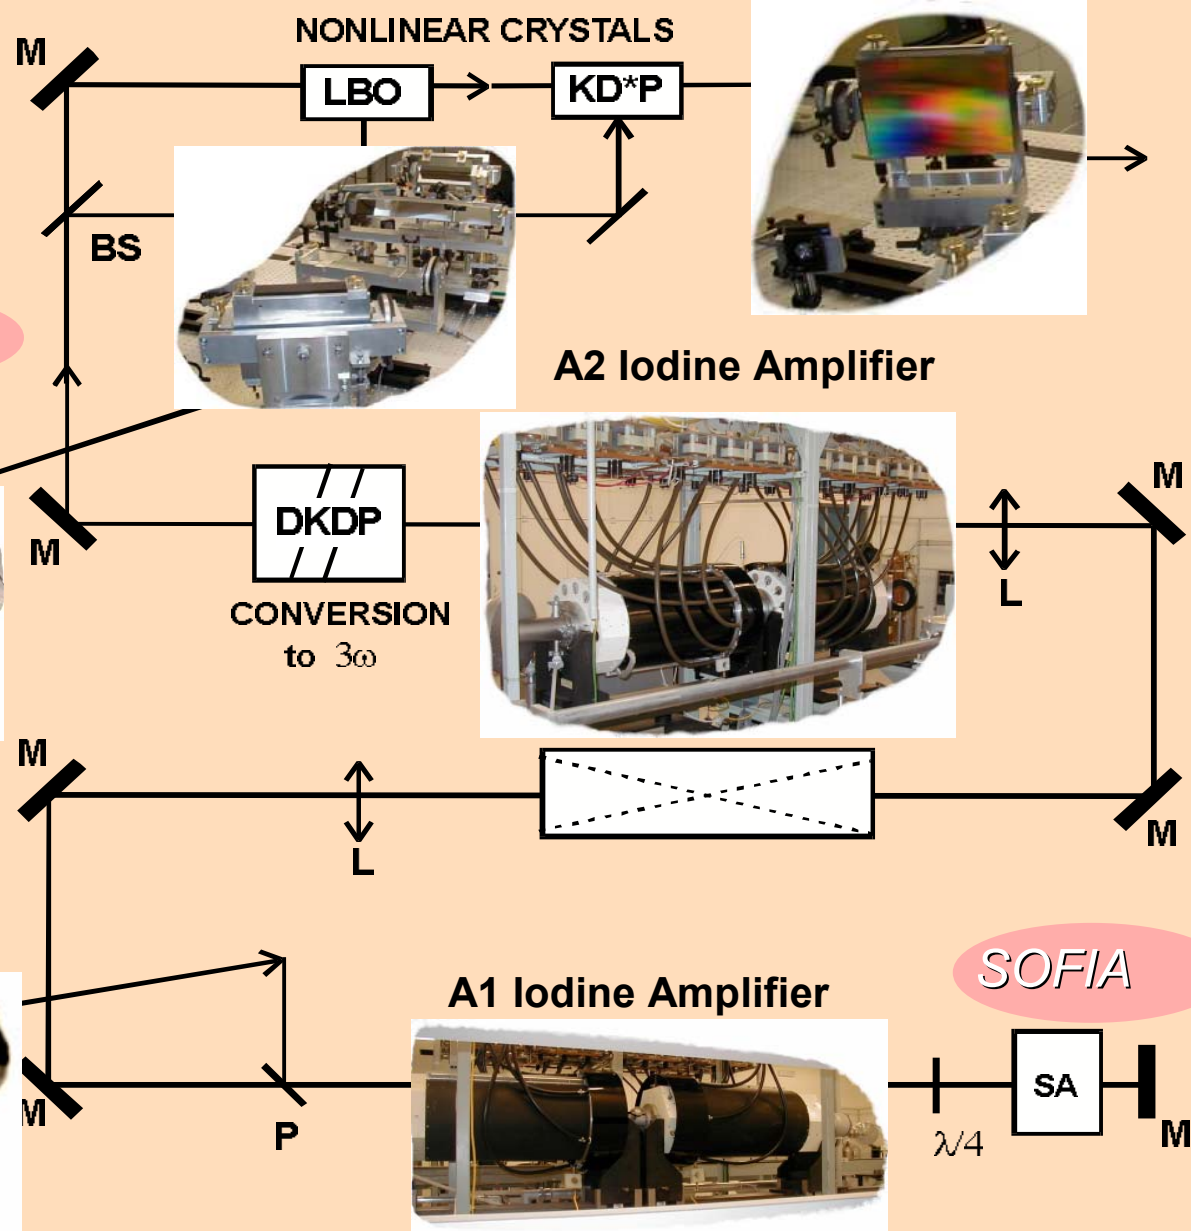 NONLINEAR CRYSTALS
M
LBO
KD*P
BS
A2 Iodine Amplifier
M
DKDP
M
L
CONVERSION
to 3ω
M
L
M
SOFIA
A1 Iodine Amplifier
M
P
λ/4
SA
M